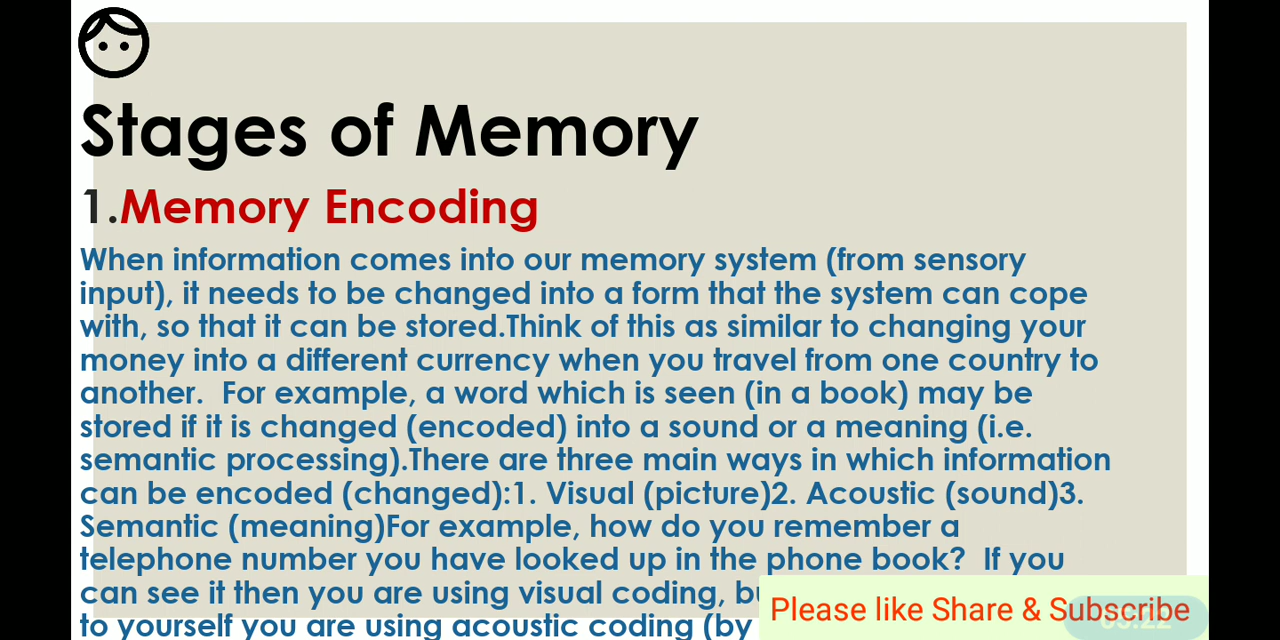 Stages of Memory
1.Memory Encoding
When information comes into our memory system (from sensory
input), it needs to be changed into a form that the system can cope
with, so that it can be stored.Think of this as similar to changing your
money into a different currency when you travel from one country to
another.  For example, a word which is seen (in a book) may be
stored if it is changed (encoded) into a sound or a meaning (i.e.
semantic processing).There are three main ways in which information
can be encoded (changed):1. Visual (picture)2. Acoustic (sound)3.
Semantic (meaning)For example, how do you remember a
telephone number you have looked up in the phone book?  If you
can see it then you are using visual coding,
to yourself you are using acoustic coding (by
Please like Share & Subscribe